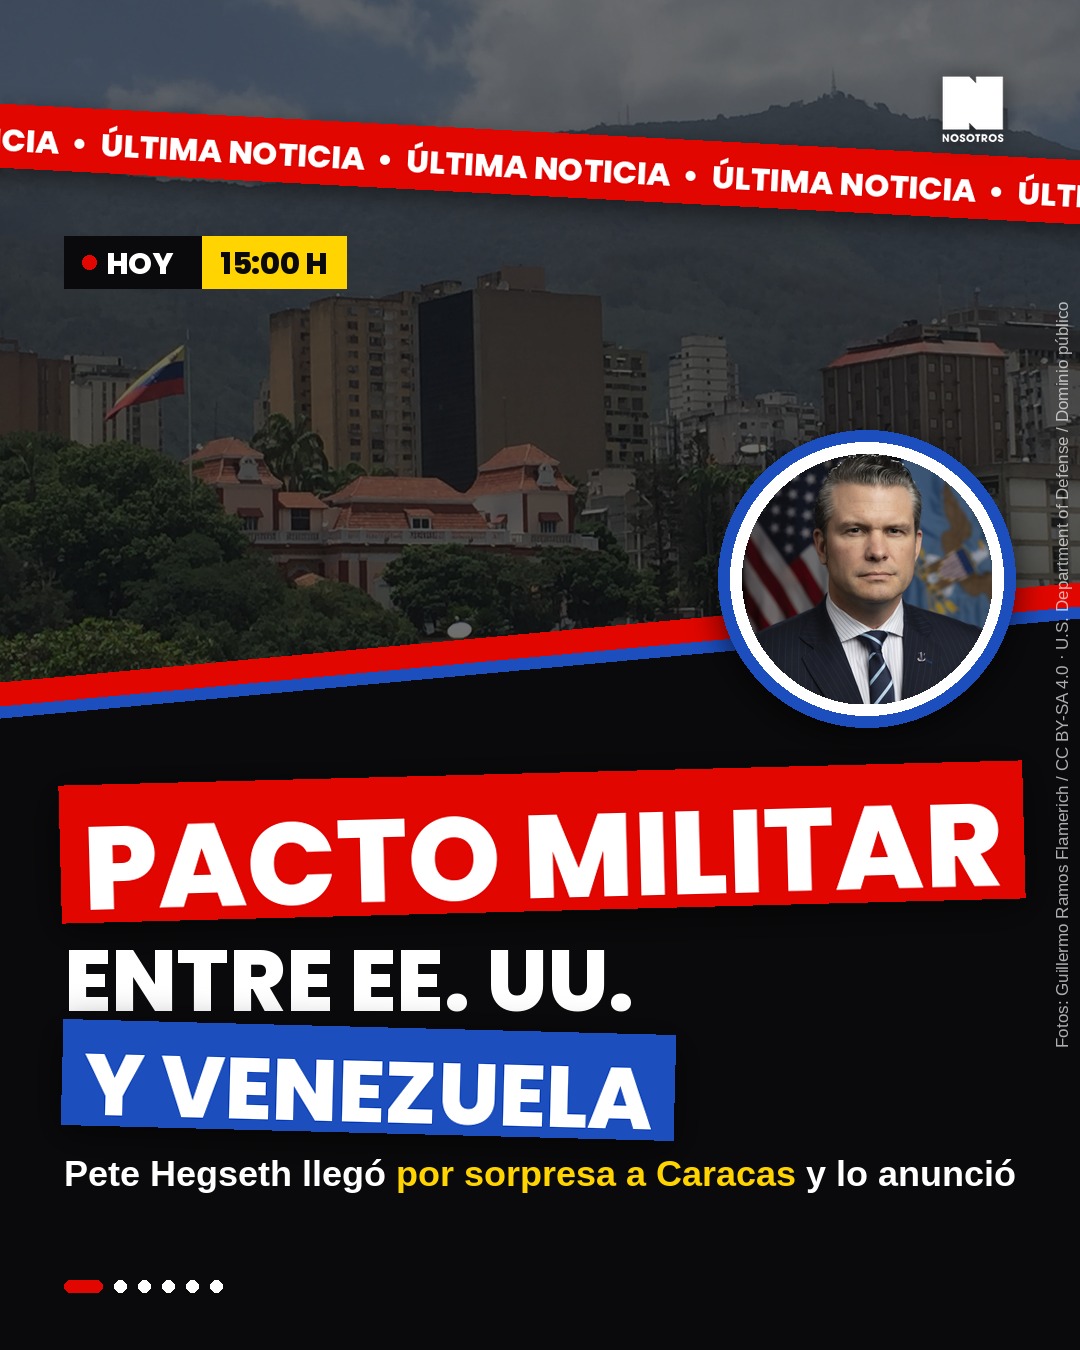 CIA • ÚLTIMA NOTICIA • ÚLTIMA NOTICIA • ÚLTIMA NOTICIA • ÚLTI
N
NOSOTROS
HOY 15:00 H
PACTO MILITAR
ENTRE EE. UU.
Y VENEZUELA
Pete Hegseth llegó por sorpresa a Caracas y lo anunció
Fotos: Guillermo Ramos Flamerich / CC BY-SA 4.0 · U.S. Department of Defense / Dominio público